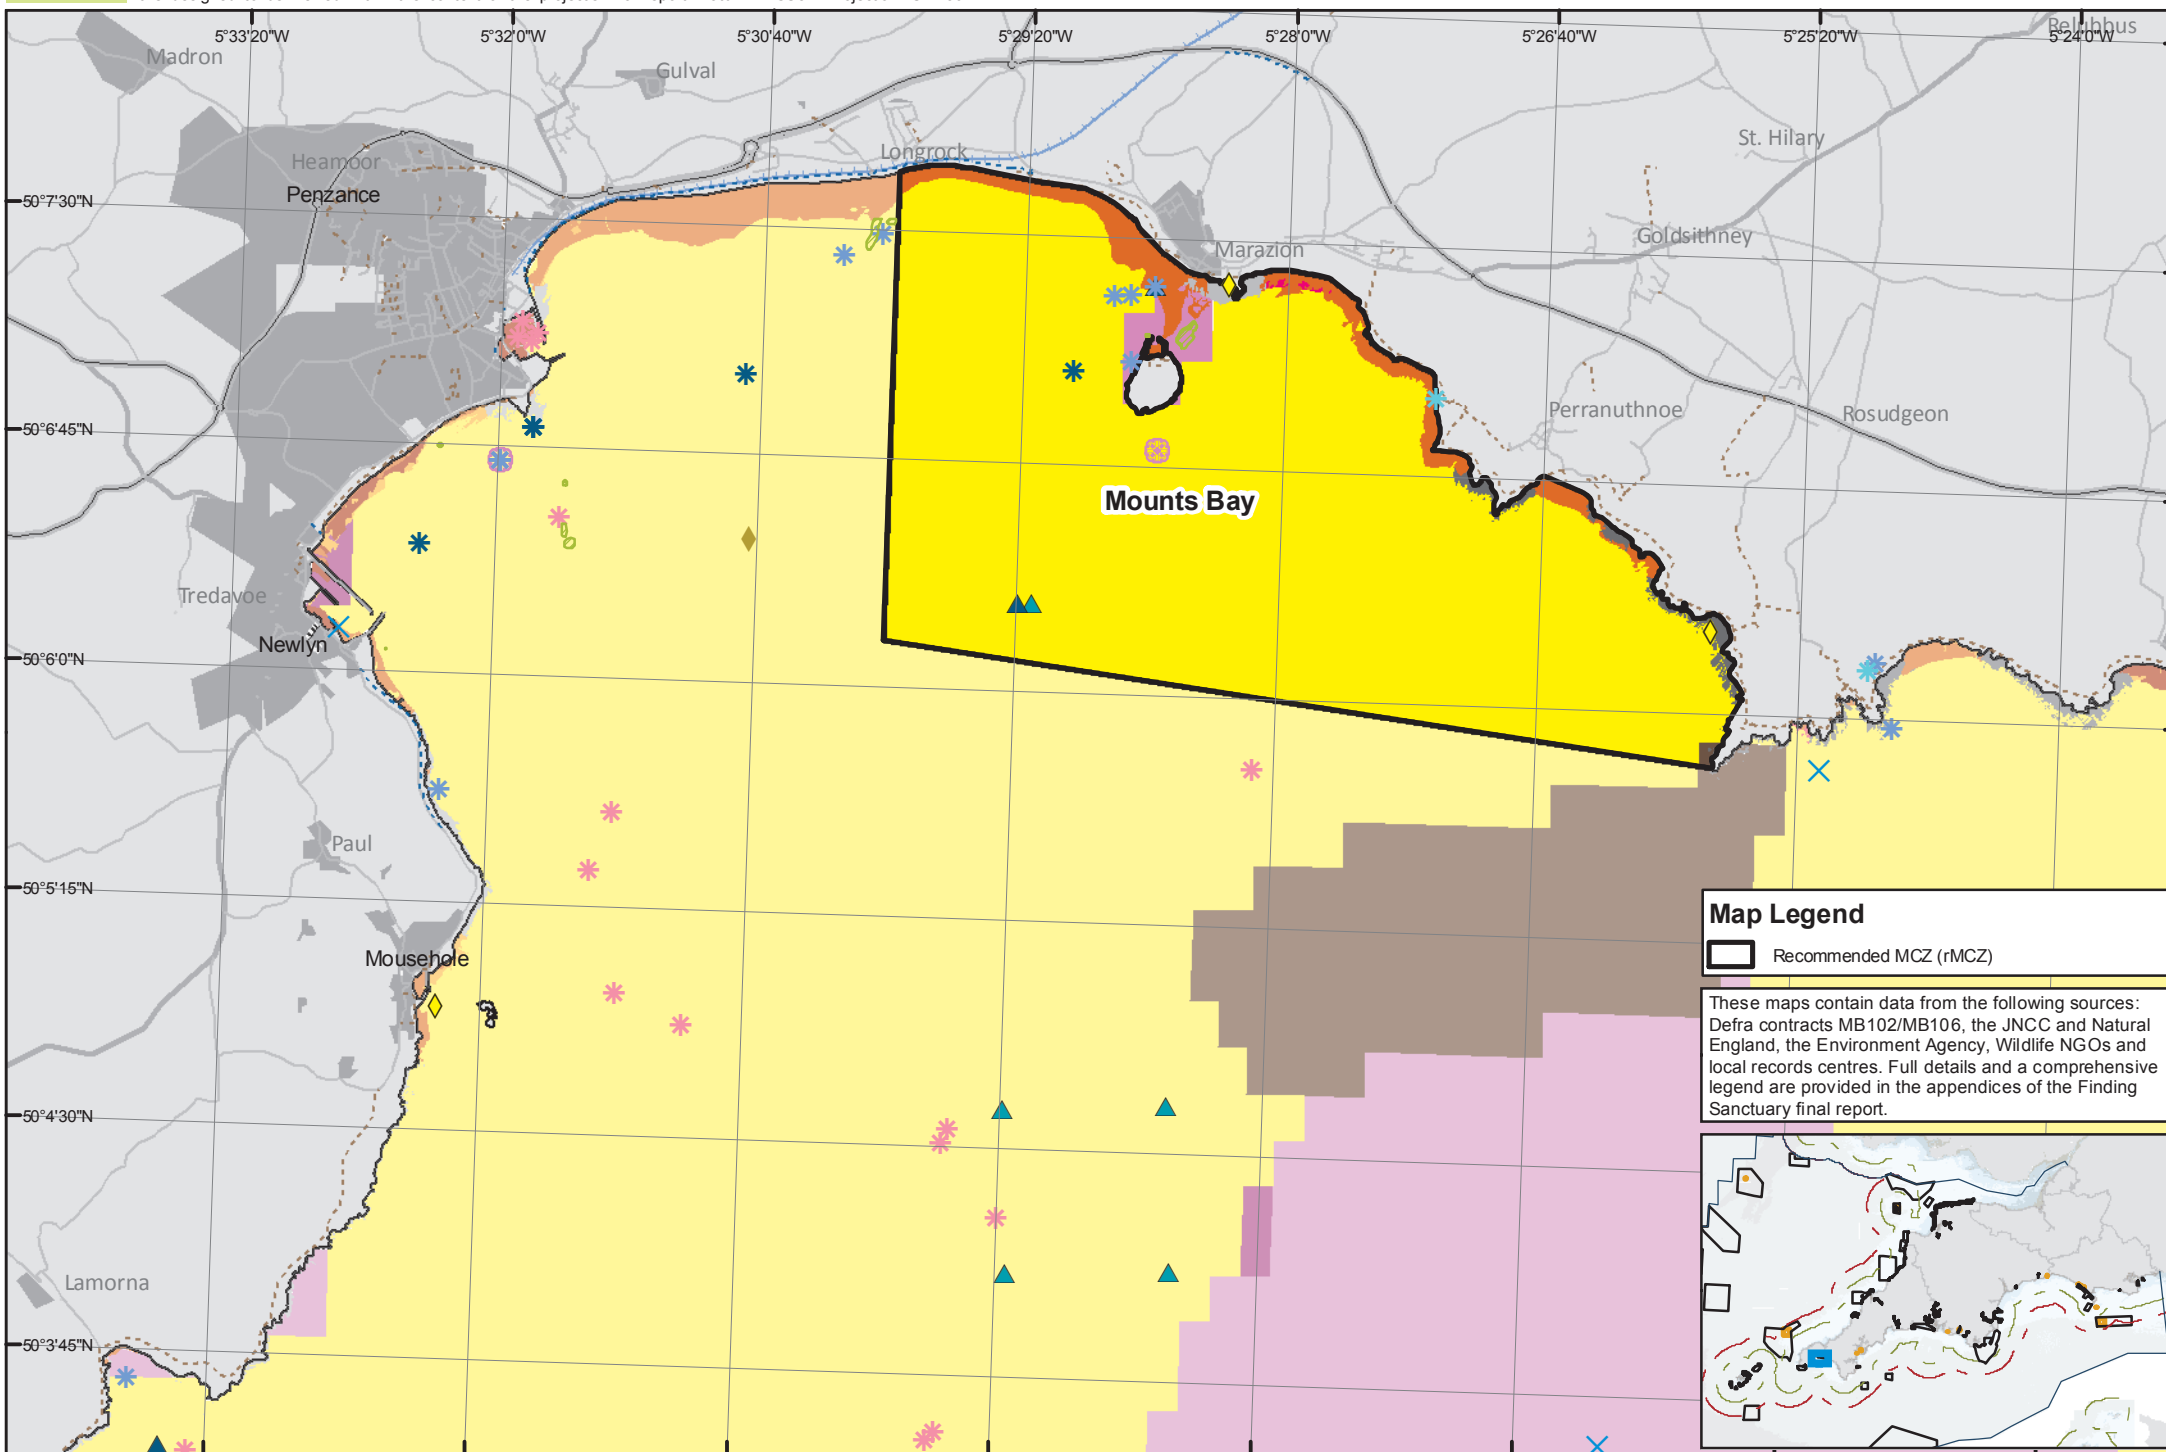 5°33'20"W
5°32'0"W
5°30'40"W
5°29'20"W
5°28'0"W
5°26'40"W
5°25'20"W
5°24'0"W
Madron
Gulval
Longrock
St. Hilary
Heamoor
Penzance
50°7'30"N
Marazion
Goldsithney
Perranuthnoe
Rosudgeon
50°6'45"N
Mounts Bay
Tredavoe
Newlyn
50°6'0"N
Paul
50°5'15"N
Mousehole
50°4'30"N
Lamorna
50°3'45"N
Map Legend
Recommended MCZ (rMCZ)
These maps contain data from the following sources:
Defra contracts MB102/MB106, the JNCC and Natural
England, the Environment Agency, Wildlife NGOs and
local records centres. Full details and a comprehensive
legend are provided in the appendices of the Finding
Sanctuary final report.